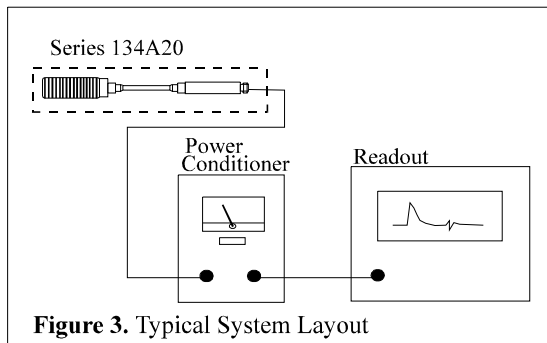 Series 134A20
Power
Conditioner
Readout
Figure 3. Typical System Layout